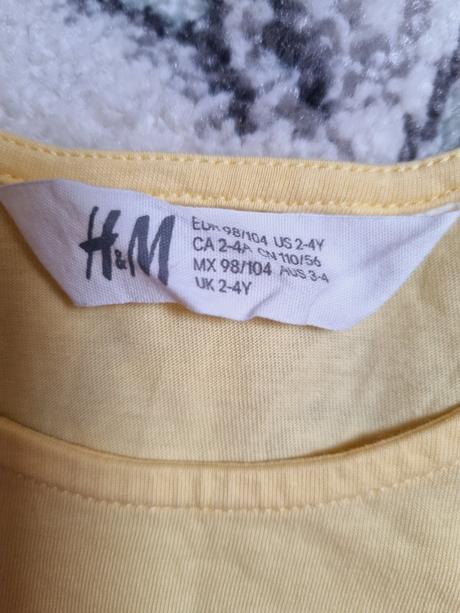 H&M
EUR 98/104 US 2-4Y
CA 2-4A CN 110/56
MX 98/104 AUS 3-4
UK 2-4Y